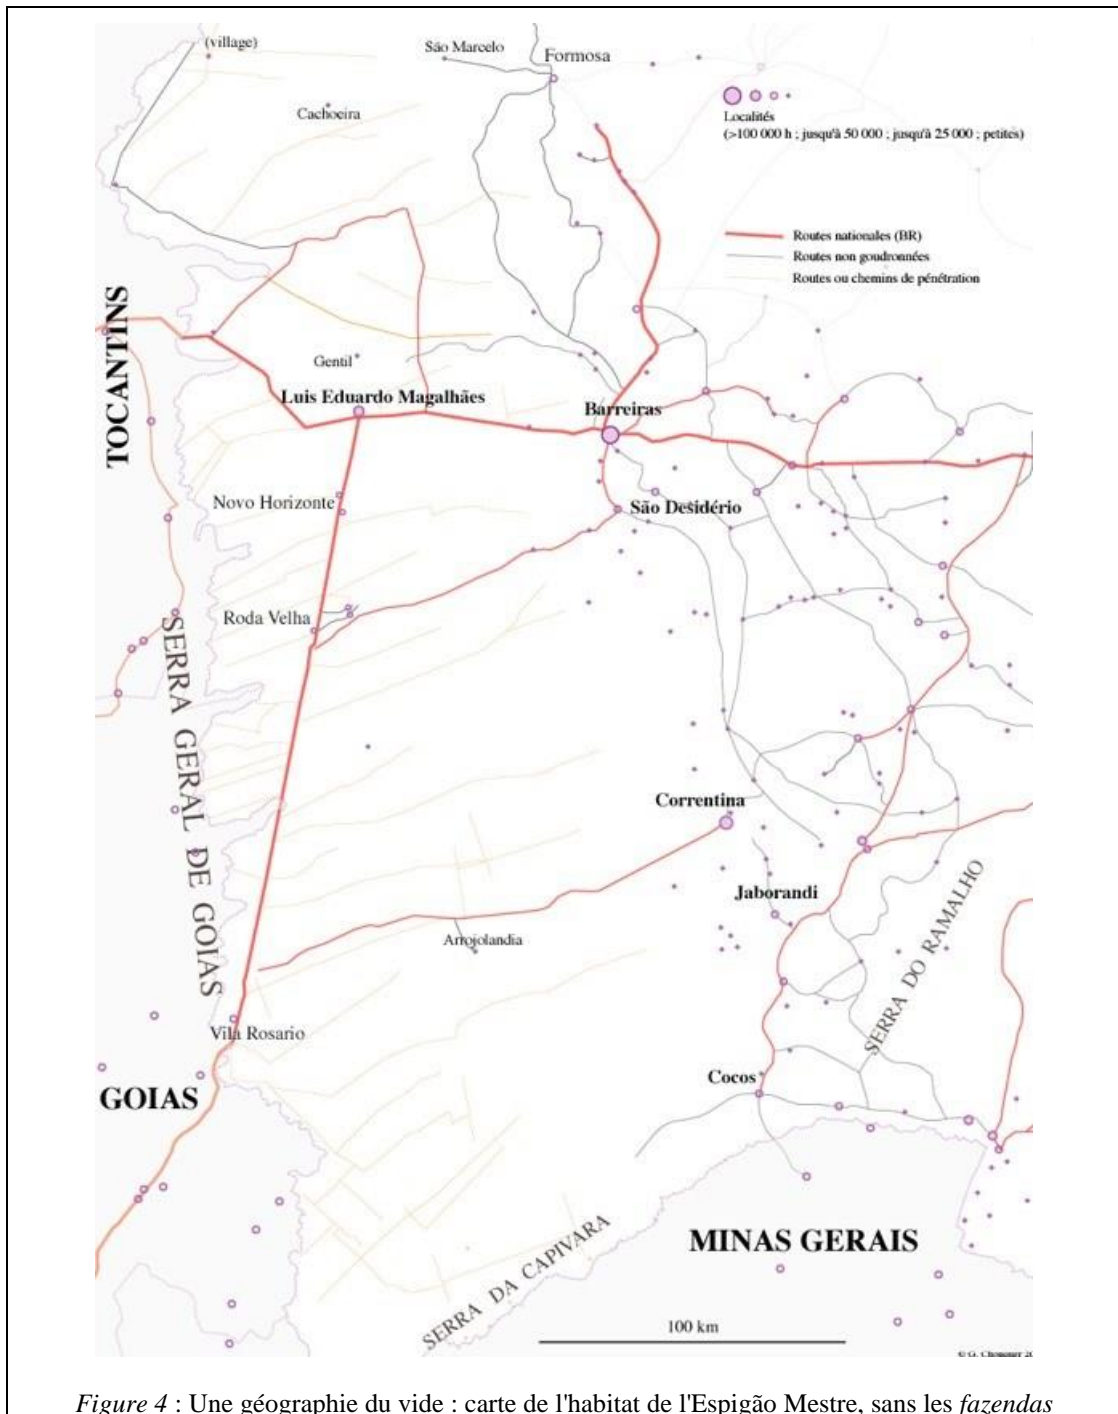 (village)
São Marcelo
Formosa
Cachoeira
Localités
(>100 000 h ; jusqu'à 50 000 ; jusqu'à 25 000 ; petites)
Routes nationales (BR)
Routes non goudronnées
Routes ou chemins de pénétration
TOCANTINS
Gentil
Luis Eduardo Magalhães
Barreiras
Novo Horizonte
São Desidério
Roda Velha
SERRA GERAL DE GOIAS
Correntina
Jaborandi
Arrojolandia
SERRA DO RAMALHO
Vila Rosario
Cocos
GOIAS
MINAS GERAIS
SERRA DA CAPIVARA
100 km
Figure 4 : Une géographie du vide : carte de l'habitat de l'Espigão Mestre, sans les fazendas